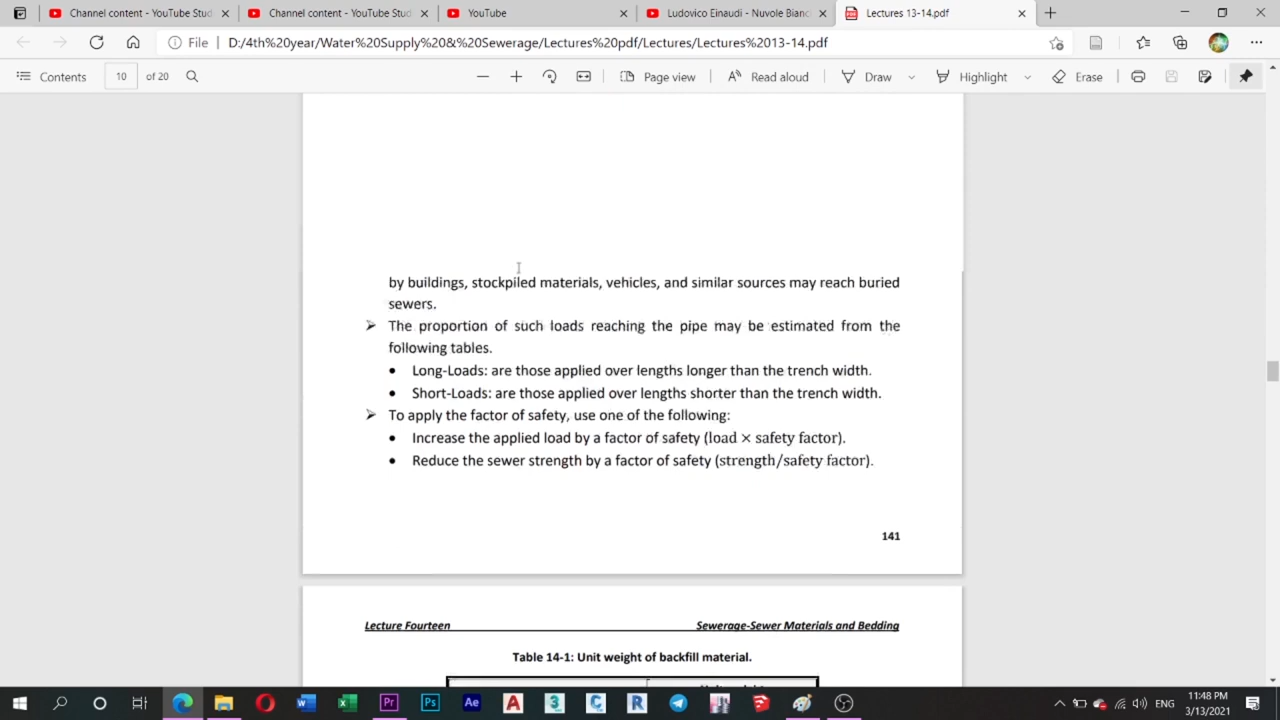 Channel content - YouTube Stud
Channel content - YouTube Stud
YouTube
Ludovico Einaudi - Nuvole Bianc
Lectures 13-14.pdf
File
D:/4th%20year/Water%20Supply%20&%20Sewerage/Lectures%20pdf/Lectures/Lectures%2013-14.pdf
Contents
10
of 20
Page view
Read aloud
Draw
Highlight
Erase
by buildings, stockpiled materials, vehicles, and similar sources may reach buried
sewers.
➢ The proportion of such loads reaching the pipe may be estimated from the
following tables.
• Long-Loads: are those applied over lengths longer than the trench width.
• Short-Loads: are those applied over lengths shorter than the trench width.
➢ To apply the factor of safety, use one of the following:
• Increase the applied load by a factor of safety (load × safety factor).
• Reduce the sewer strength by a factor of safety (strength/safety factor).
141
Lecture Fourteen
Sewerage-Sewer Materials and Bedding
Table 14-1: Unit weight of backfill material.
ENG
11:48 PM
3/13/2021